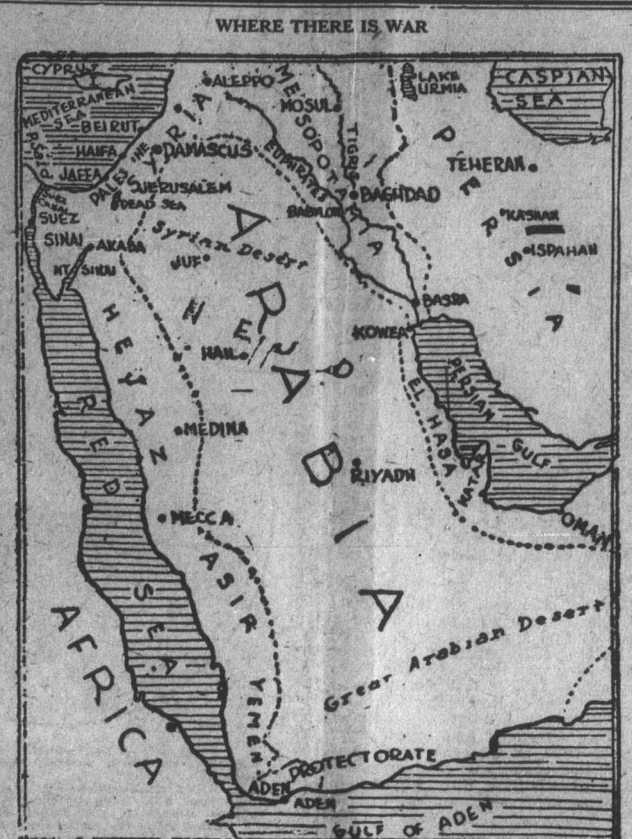 WHERE THERE IS WAR
CYPRUS
MEDITERRANEAN SEA
BEIRUT
HAIFA
JAFFA
PALESTINE
SYRIA
ALEPPO
MESOPOTAMIA
MOSUL
TIGRIS
EUPHRATES
LAKE URMIA
CASPIAN SEA
PERSIA
TEHERAN
KASHAN
ISPAHAN
DAMASCUS
JERUSALEM
DEAD SEA
BAGHDAD
BABYLON
SUEZ
SINAI
MT. SINAI
AKABA
Syrian Desert
JUF
BASRA
KOWEA
HEJAZ
NEJD
HAIL
ARABIA
PERSIAN GULF
EL HASA
KATAR
OMAN
RED SEA
MEDINA
RIYADH
MECCA
ASIR
AFRICA
Great Arabian Desert
YEMEN
PROTECTORATE
ADEN
ADEN
GULF OF ADEN